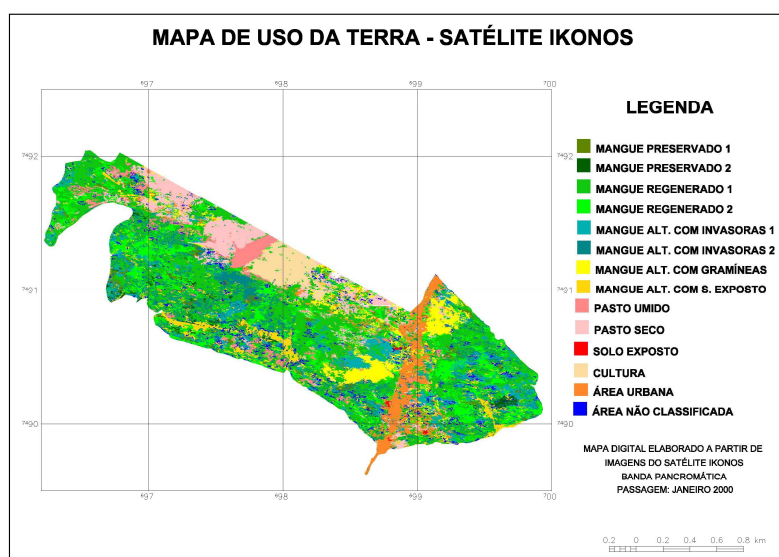 MAPA DE USO DA TERRA - SATÉLITE IKONOS
697 698 699 700
7492
7491
7490
697 698 699 700
LEGENDA
MANGUE PRESERVADO 1
MANGUE PRESERVADO 2
MANGUE REGENERADO 1
MANGUE REGENERADO 2
MANGUE ALT. COM INVASORAS 1
MANGUE ALT. COM INVASORAS 2
MANGUE ALT. COM GRAMÍNEAS
MANGUE ALT. COM S. EXPOSTO
PASTO UMIDO
PASTO SECO
SOLO EXPOSTO
CULTURA
ÁREA URBANA
ÁREA NÃO CLASSIFICADA
MAPA DIGITAL ELABORADO A PARTIR DE
IMAGENS DO SATÉLITE IKONOS
BANDA PANCROMÁTICA
PASSAGEM: JANEIRO 2000
0.2 0 0.2 0.4 0.6 0.8 km